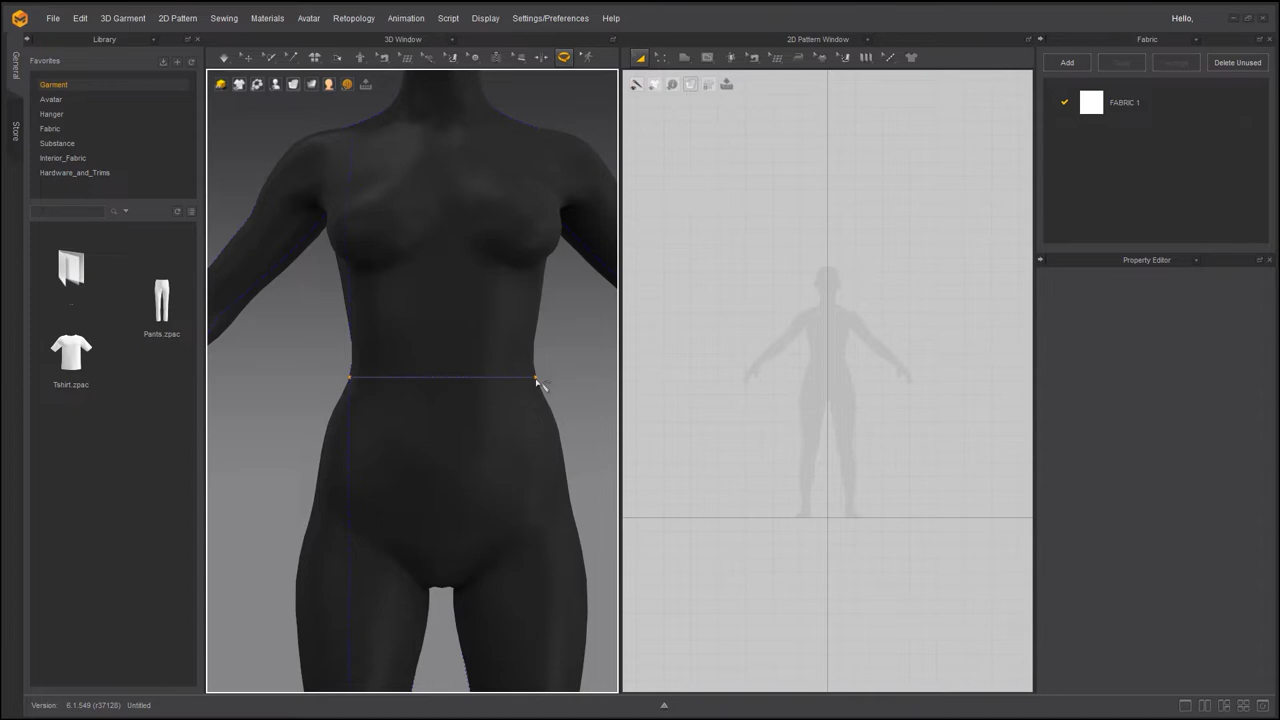 File Edit 3D Garment 2D Pattern Sewing Materials Avatar Retopology Animation Script Display Settings/Preferences Help Hello,
Library 3D Window 2D Pattern Window Fabric
General
Store
Favorites
Garment
Avatar
Hanger
Fabric
Substance
Interior_Fabric
Hardware_and_Trims
..
Pants.zpac
Tshirt.zpac
Add Delete Unused
FABRIC 1
Property Editor
Version: 6.1.549 (r37128) Untitled